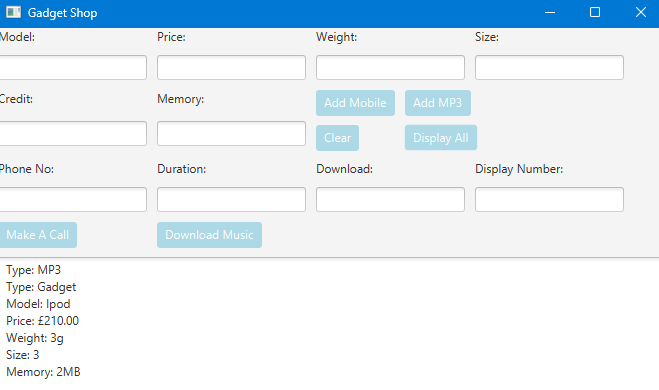 Gadget Shop
Model: Price: Weight: Size:
Credit: Memory: Add Mobile Add MP3
Clear Display All
Phone No: Duration: Download: Display Number:
Make A Call Download Music
Type: MP3
Type: Gadget
Model: Ipod
Price: £210.00
Weight: 3g
Size: 3
Memory: 2MB